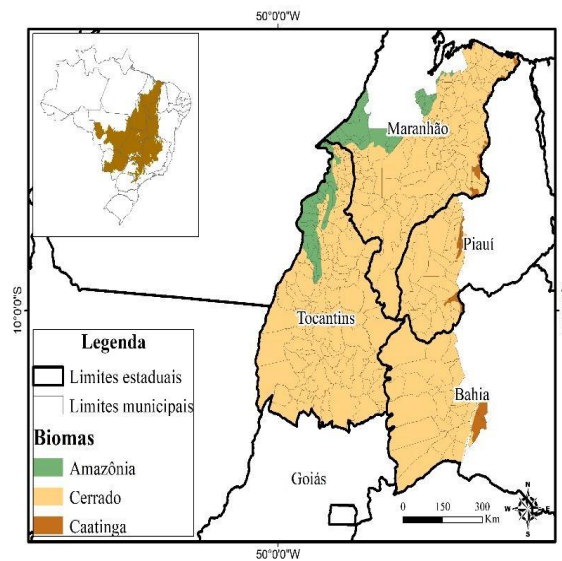 50°0'0"W
Maranhão
Piauí
10°0'0"S
Tocantins
Bahia
Goiás
Legenda
Limites estaduais
Limites municipais
Biomas
Amazônia
Cerrado
Caatinga
N
W E
S
0 150 300
Km
50°0'0"W